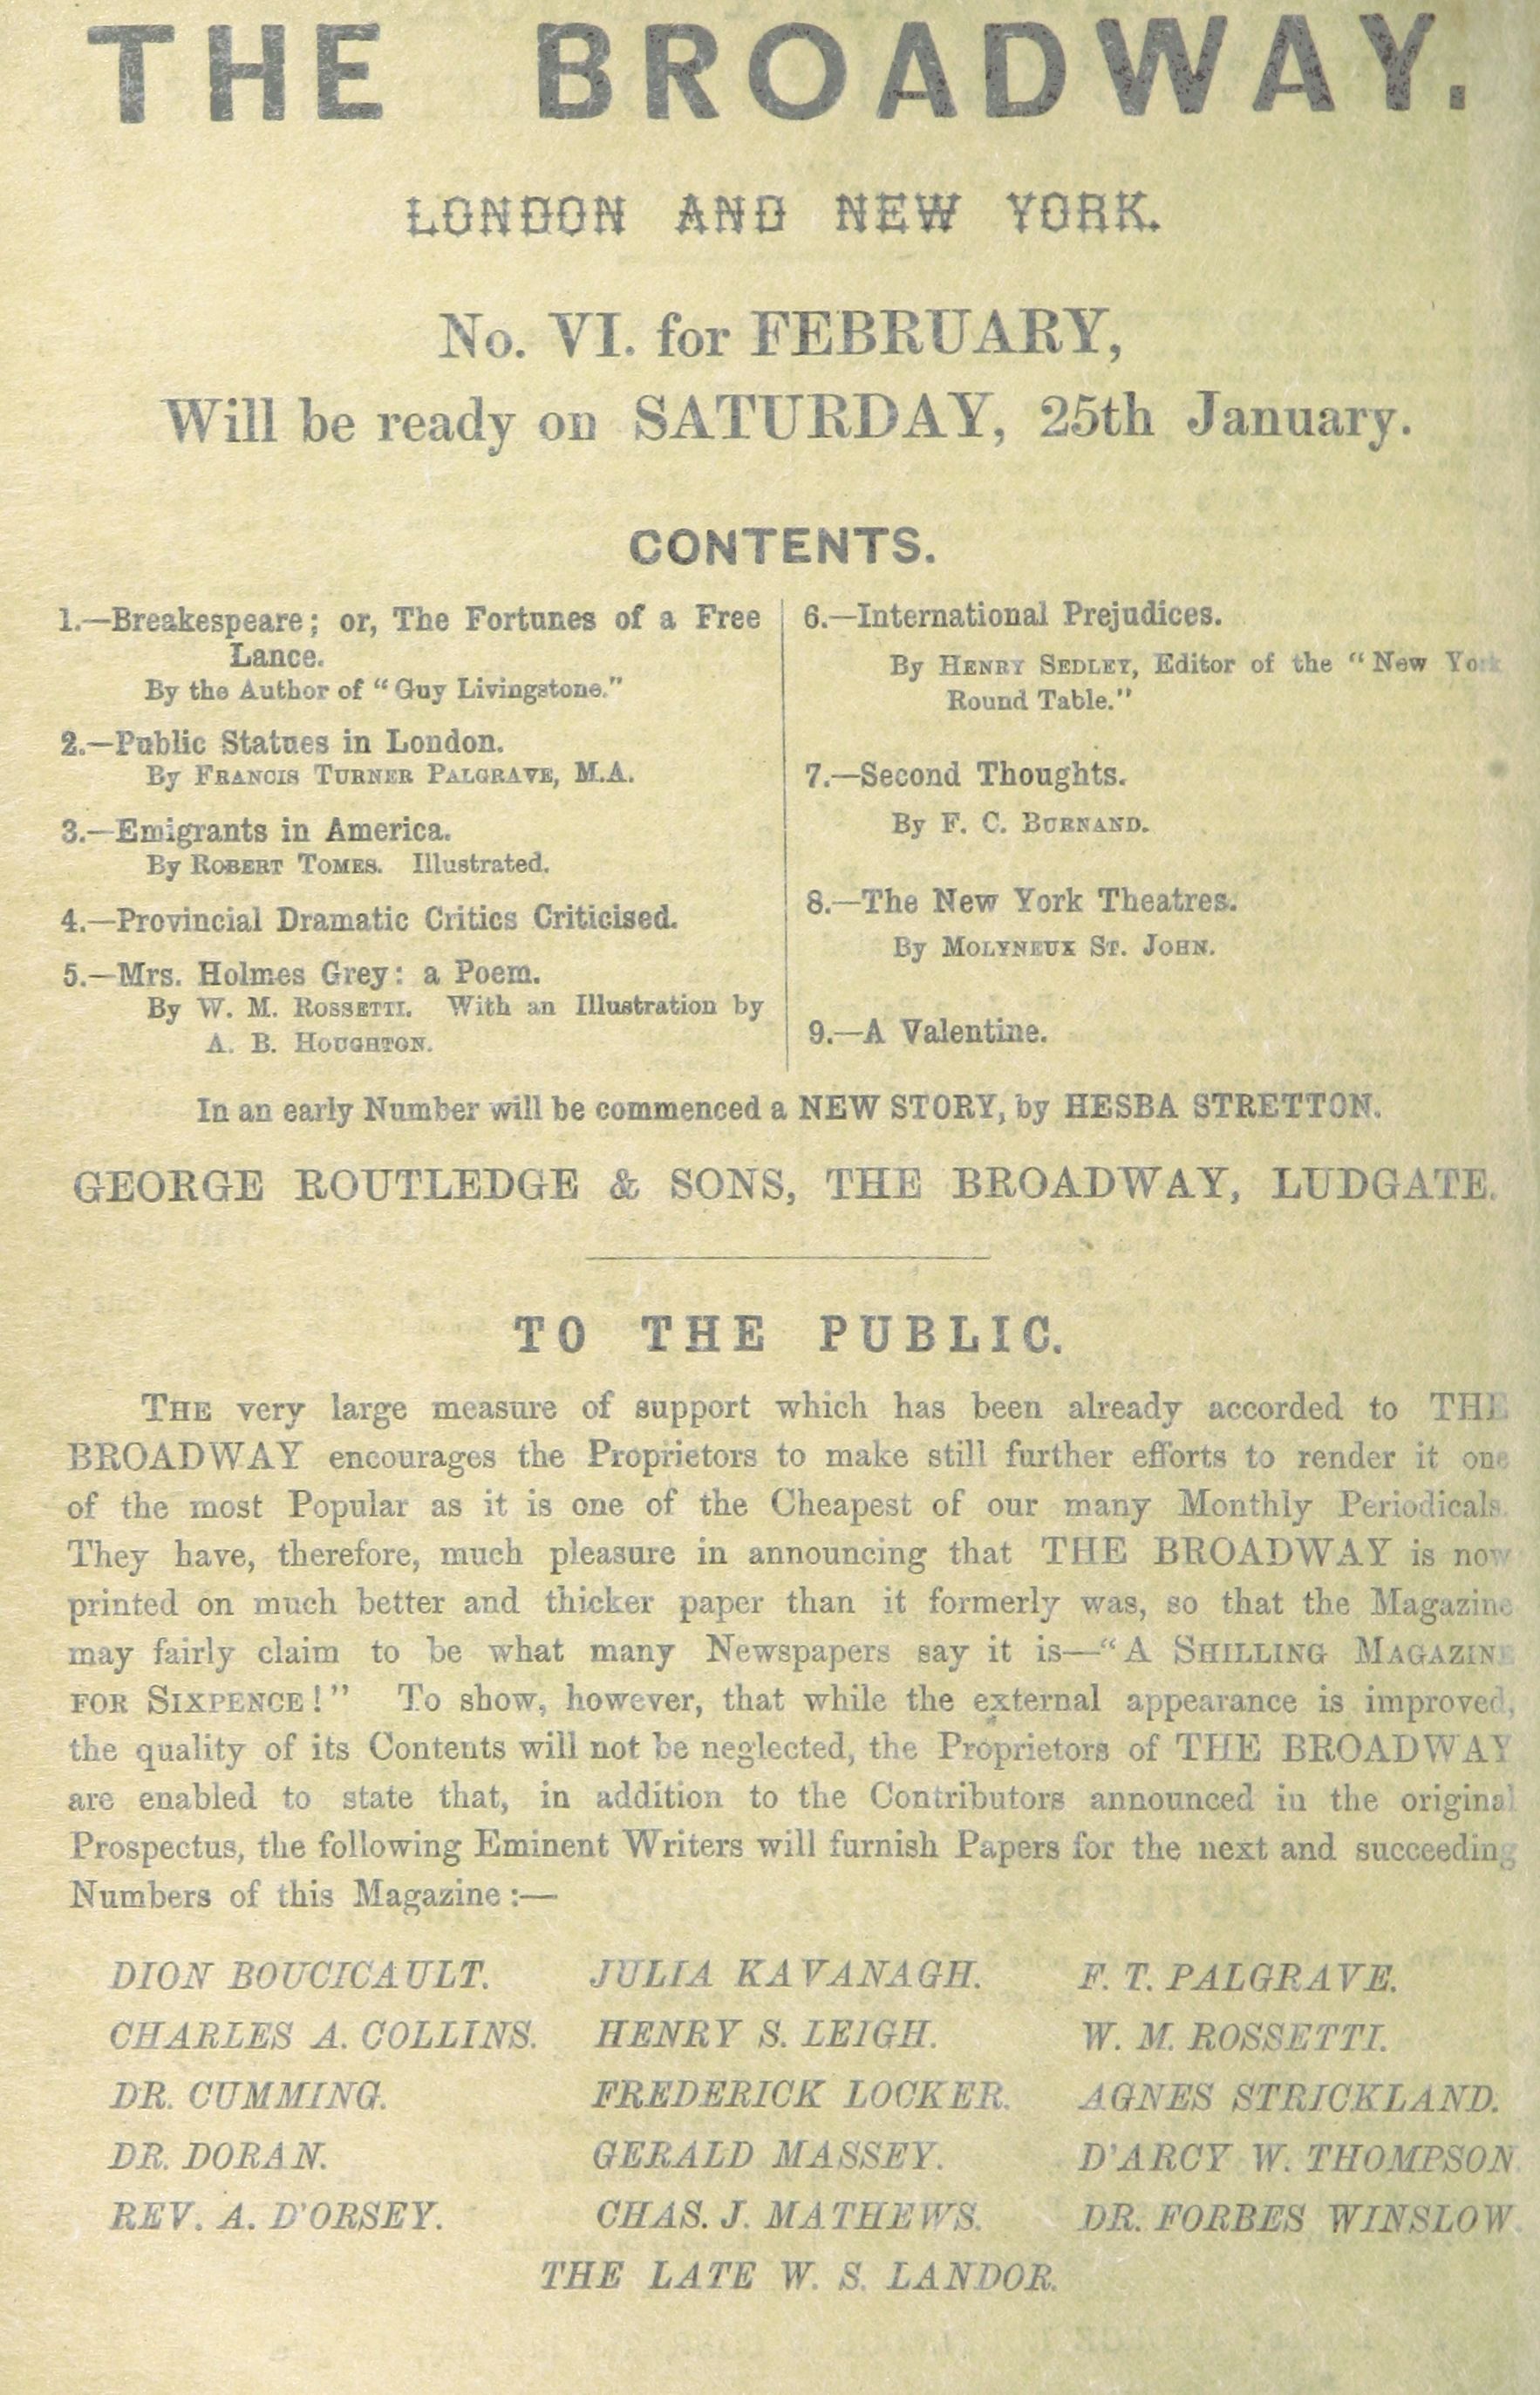 THE BROADWAY.
LONDON AND NEW YORK.
No. VI. for FEBRUARY,
Will be ready on SATURDAY, 25th January.
CONTENTS.
1.—Breakespeare; or, The Fortunes of a Free
Lance.
By the Author of "Guy Livingstone."
2.—Public Statues in London.
By FRANCIS TURNER PALGRAVE, M.A.
3.—Emigrants in America.
By ROBERT TOMES. Illustrated.
4.—Provincial Dramatic Critics Criticised.
5.—Mrs. Holmes Grey: a Poem.
By W. M. ROSSETTI. With an Illustration by
A. B. HOUGHTON.
6.—International Prejudices.
By HENRY SEDLEY, Editor of the "New York
Round Table."
7.—Second Thoughts.
By F. C. BURNAND.
8.—The New York Theatres.
By MOLYNEUX ST. JOHN.
9.—A Valentine.
In an early Number will be commenced a NEW STORY, by HESBA STRETTON.
GEORGE ROUTLEDGE & SONS, THE BROADWAY, LUDGATE.
TO THE PUBLIC.
THE very large measure of support which has been already accorded to THE
BROADWAY encourages the Proprietors to make still further efforts to render it one
of the most Popular as it is one of the Cheapest of our many Monthly Periodicals.
They have, therefore, much pleasure in announcing that THE BROADWAY is now
printed on much better and thicker paper than it formerly was, so that the Magazine
may fairly claim to be what many Newspapers say it is—"A SHILLING MAGAZINE
FOR SIXPENCE!" To show, however, that while the external appearance is improved,
the quality of its Contents will not be neglected, the Proprietors of THE BROADWAY
are enabled to state that, in addition to the Contributors announced in the original
Prospectus, the following Eminent Writers will furnish Papers for the next and succeeding
Numbers of this Magazine:—
DION BOUCICAULT.
CHARLES A. COLLINS.
DR. CUMMING.
DR. DORAN.
REV. A. D'ORSEY.
JULIA KAVANAGH.
HENRY S. LEIGH.
FREDERICK LOCKER.
GERALD MASSEY.
CHAS. J. MATHEWS.
F. T. PALGRAVE.
W. M. ROSSETTI.
AGNES STRICKLAND.
D'ARCY W. THOMPSON.
DR. FORBES WINSLOW.
THE LATE W. S. LANDOR.